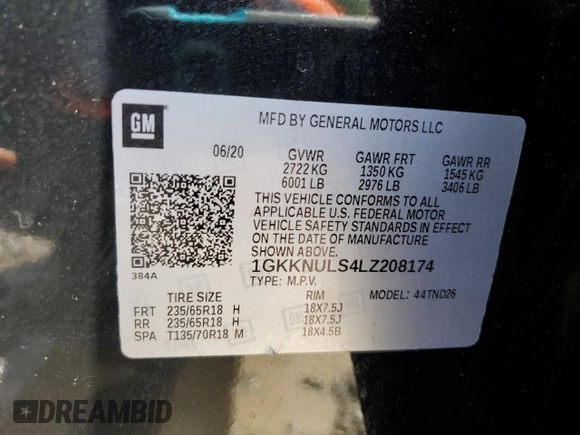 GM
MFD BY GENERAL MOTORS LLC
06/20 GVWR GAWR FRT GAWR RR
2722 KG 1350 KG 1545 KG
6001 LB 2976 LB 3406 LB
THIS VEHICLE CONFORMS TO ALL
APPLICABLE U.S. FEDERAL MOTOR
VEHICLE SAFETY STANDARDS IN EFFECT
ON THE DATE OF MANUFACTURE
SHOWN ABOVE.
384A 1GKKNULS4LZ208174
TYPE: M.P.V. MODEL: 44TND26
TIRE SIZE RIM
FRT 235/65R18 H 18X7.5J
RR 235/65R18 H 18X7.5J
SPA T135/70R18 M 18X4.5B
DREAMBID